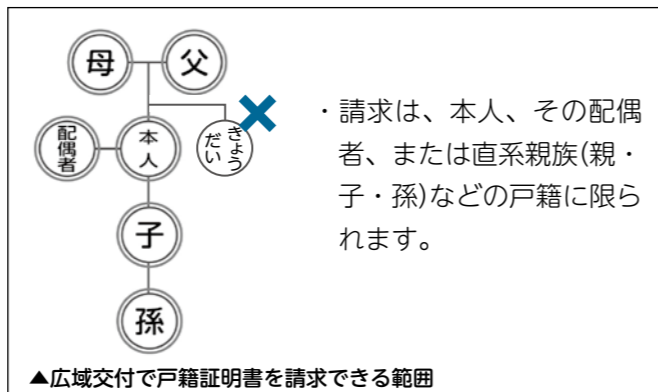 母 父
配偶者 本人 きょうだい
子
孫
・請求は、本人、その配偶
者、または直系親族(親・
子・孫)などの戸籍に限ら
れます。
▲広域交付で戸籍証明書を請求できる範囲